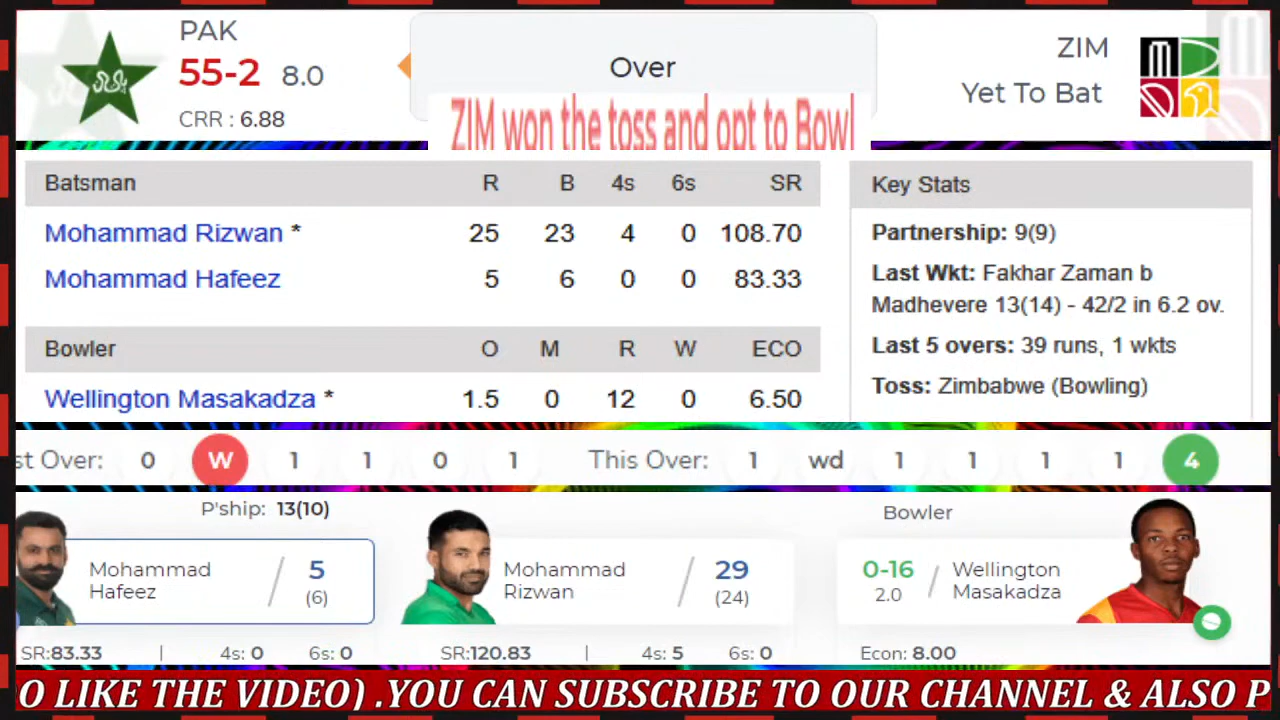 PAK
55-2 8.0
CRR : 6.88
Over
ZIM won the toss and opt to Bowl
ZIM
Yet To Bat
Batsman R B 4s 6s SR
Mohammad Rizwan * 25 23 4 0 108.70
Mohammad Hafeez 5 6 0 0 83.33
Bowler O M R W ECO
Wellington Masakadza * 1.5 0 12 0 6.50
Key Stats
Partnership: 9(9)
Last Wkt: Fakhar Zaman b
Madhevere 13(14) - 42/2 in 6.2 ov.
Last 5 overs: 39 runs, 1 wkts
Toss: Zimbabwe (Bowling)
st Over: 0 W 1 1 0 1 This Over: 1 wd 1 1 1 1 4
P'ship: 13(10)
Mohammad
Hafeez
/ 5
(6)
SR:83.33 | 4s: 0 6s: 0
Mohammad
Rizwan
/ 29
(24)
SR:120.83 | 4s: 5 6s: 0
Bowler
0-16
2.0
/ Wellington
Masakadza
Econ: 8.00
O LIKE THE VIDEO) .YOU CAN SUBSCRIBE TO OUR CHANNEL & ALSO P